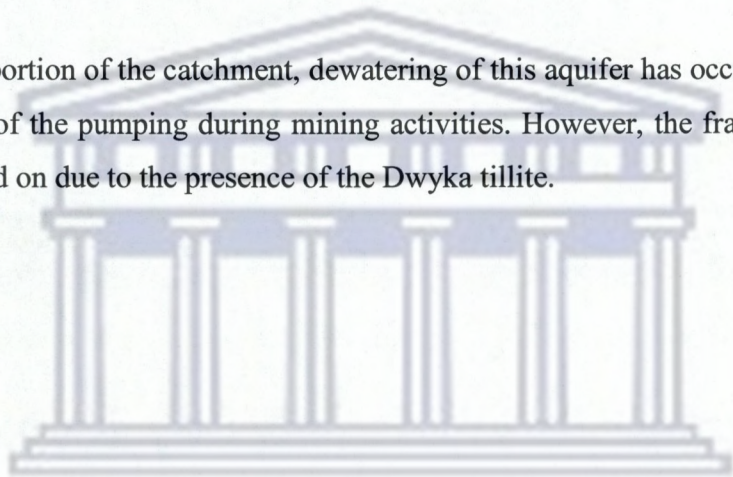 portion of the catchment, dewatering of this aquifer has occ
of the pumping during mining activities. However, the fra
d on due to the presence of the Dwyka tillite.